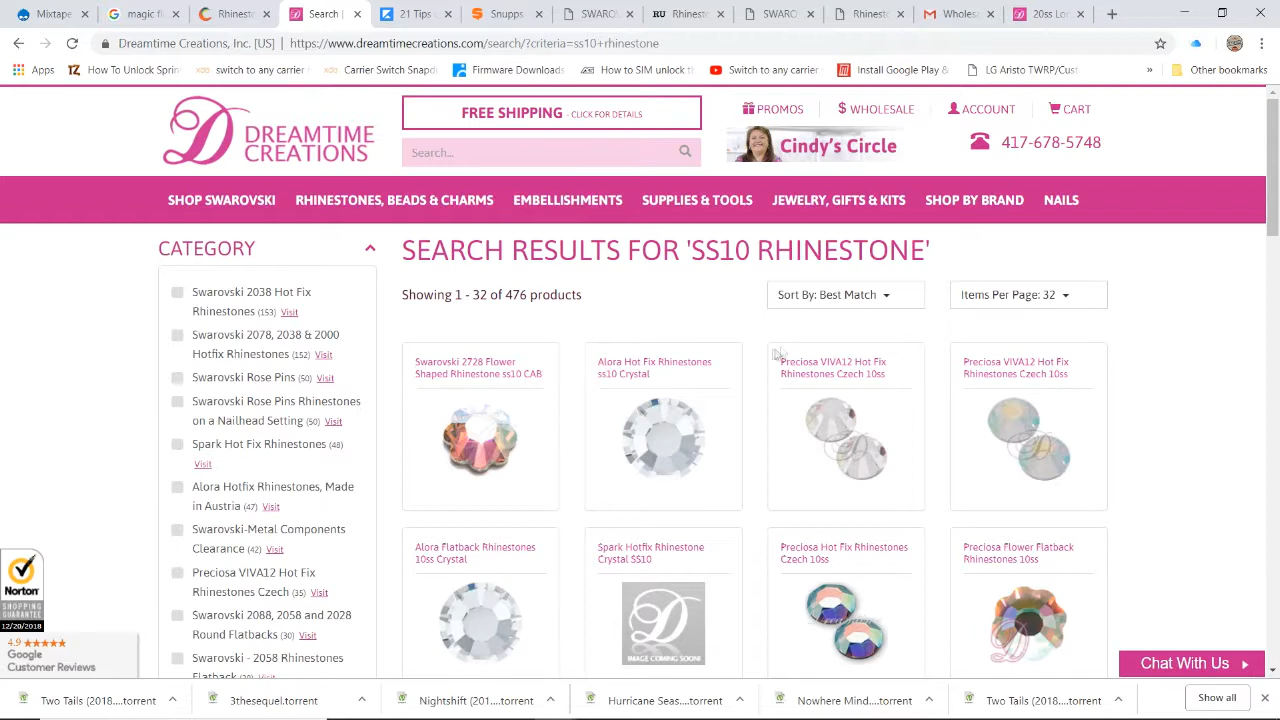 magic fl
Rhinest
Search
21 Tips
Snupps
SWAROV
Rhinest
SWARO
Rhinest
Wholes
20ss Lor
Dreamtime Creations, Inc. [US] | https://www.dreamtimecreations.com/search/?criteria=ss10+rhinestone
Apps
How To Unlock Sprin
switch to any carrier
Carrier Switch Snapd
Firmware Downloads
How to SIM unlock th
Switch to any carrier
Install Google Play &
LG Aristo TWRP/Cust
»
Other bookmarks
DREAMTIME
CREATIONS
FREE SHIPPING - CLICK FOR DETAILS
Search...
PROMOS
$ WHOLESALE
ACCOUNT
CART
Cindy's Circle
417-678-5748
SHOP SWAROVSKI
RHINESTONES, BEADS & CHARMS
EMBELLISHMENTS
SUPPLIES & TOOLS
JEWELRY, GIFTS & KITS
SHOP BY BRAND
NAILS
CATEGORY
Swarovski 2038 Hot Fix
Rhinestones (153) Visit
Swarovski 2078, 2038 & 2000
Hotfix Rhinestones (152) Visit
Swarovski Rose Pins (50) Visit
Swarovski Rose Pins Rhinestones
on a Nailhead Setting (50) Visit
Spark Hot Fix Rhinestones (48)
Visit
Alora Hotfix Rhinestones, Made
in Austria (47) Visit
Swarovski-Metal Components
Clearance (42) Visit
Preciosa VIVA12 Hot Fix
Rhinestones Czech (35) Visit
Swarovski 2088, 2058 and 2028
Round Flatbacks (30) Visit
Swarovski - 2058 Rhinestones
SEARCH RESULTS FOR 'SS10 RHINESTONE'
Showing 1 - 32 of 476 products
Sort By: Best Match
Items Per Page: 32
Swarovski 2728 Flower
Shaped Rhinestone ss10 CAB
Alora Hot Fix Rhinestones
ss10 Crystal
Preciosa VIVA12 Hot Fix
Rhinestones Czech 10ss
Preciosa VIVA12 Hot Fix
Rhinestones Czech 10ss
Alora Flatback Rhinestones
10ss Crystal
Spark Hotfix Rhinestone
Crystal SS10
Preciosa Hot Fix Rhinestones
Czech 10ss
Preciosa Flower Flatback
Rhinestones 10ss
IMAGE COMING SOON!
Norton
SHOPPING
GUARANTEE
12/20/2018
4.9
Google
Customer Reviews
Chat With Us
Two Tails (2018....torrent
3thesequel.torrent
Nightshift (201....torrent
Hurricane Seas....torrent
Nowhere Mind....torrent
Two Tails (2018....torrent
Show all